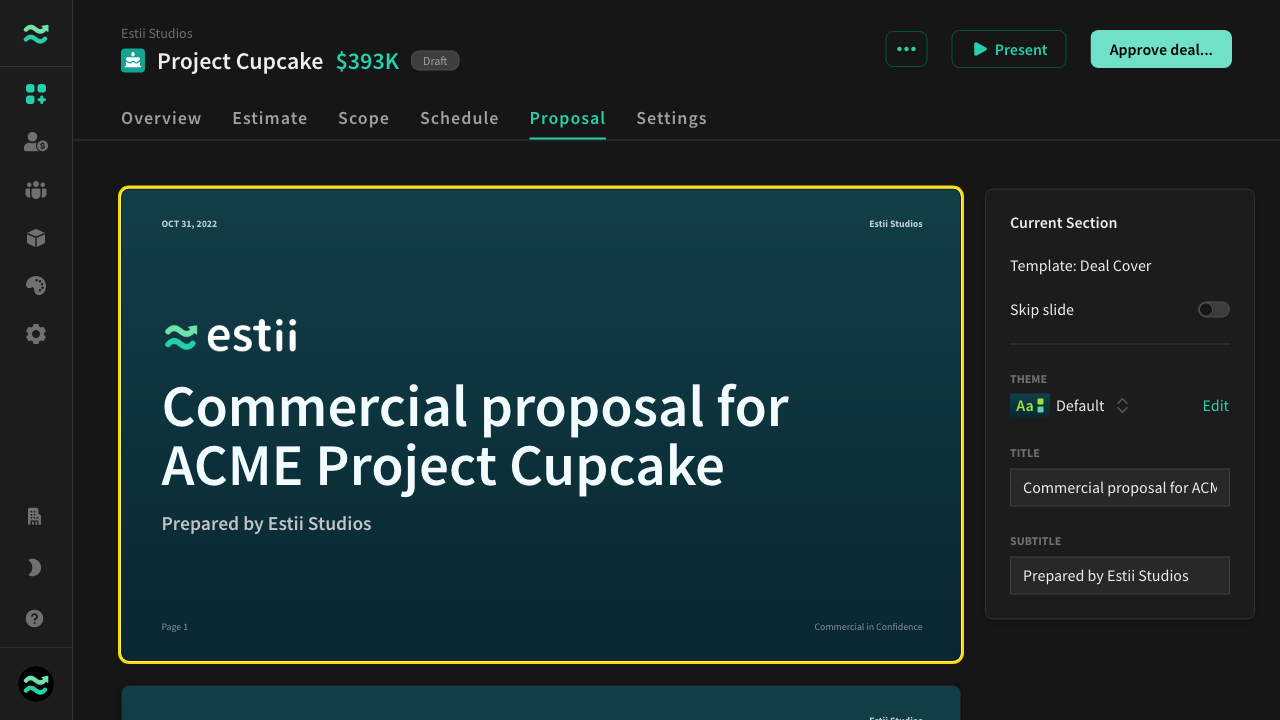 Estii Studios
Project Cupcake $393K Draft
Present
Approve deal...
Overview Estimate Scope Schedule Proposal Settings
OCT 31, 2022
Estii Studios
estii
Commercial proposal for
ACME Project Cupcake
Prepared by Estii Studios
Page 1
Commercial in Confidence
Estii Studios
Current Section
Template: Deal Cover
Skip slide
THEME
Aa Default Edit
TITLE
Commercial proposal for ACM
SUBTITLE
Prepared by Estii Studios